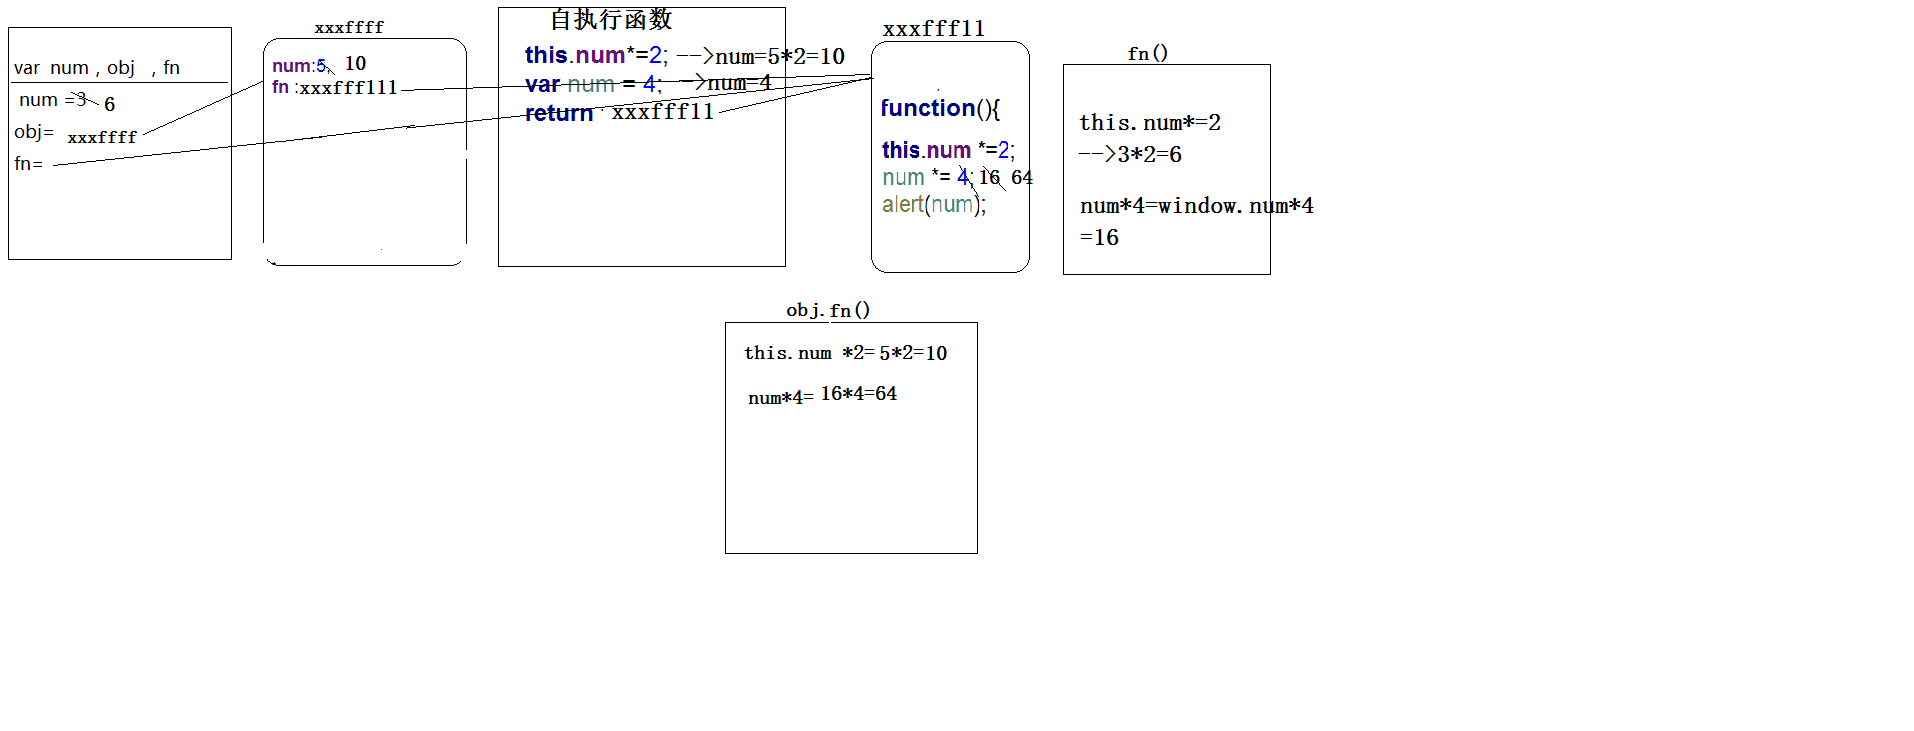 var num , obj , fn
num =3 6
obj= xxxffff
fn=
xxxffff
num:5, 10
fn :xxxfff111
自执行函数
this.num*=2; -->num=5*2=10
var num = 4; -->num=4
return xxxfff11
xxxfff11
function(){
this.num *=2;
num *= 4; 16 64
alert(num);
fn()
this.num*=2
-->3*2=6
num*4=window.num*4
=16
obj.fn()
this.num *2= 5*2=10
num*4= 16*4=64